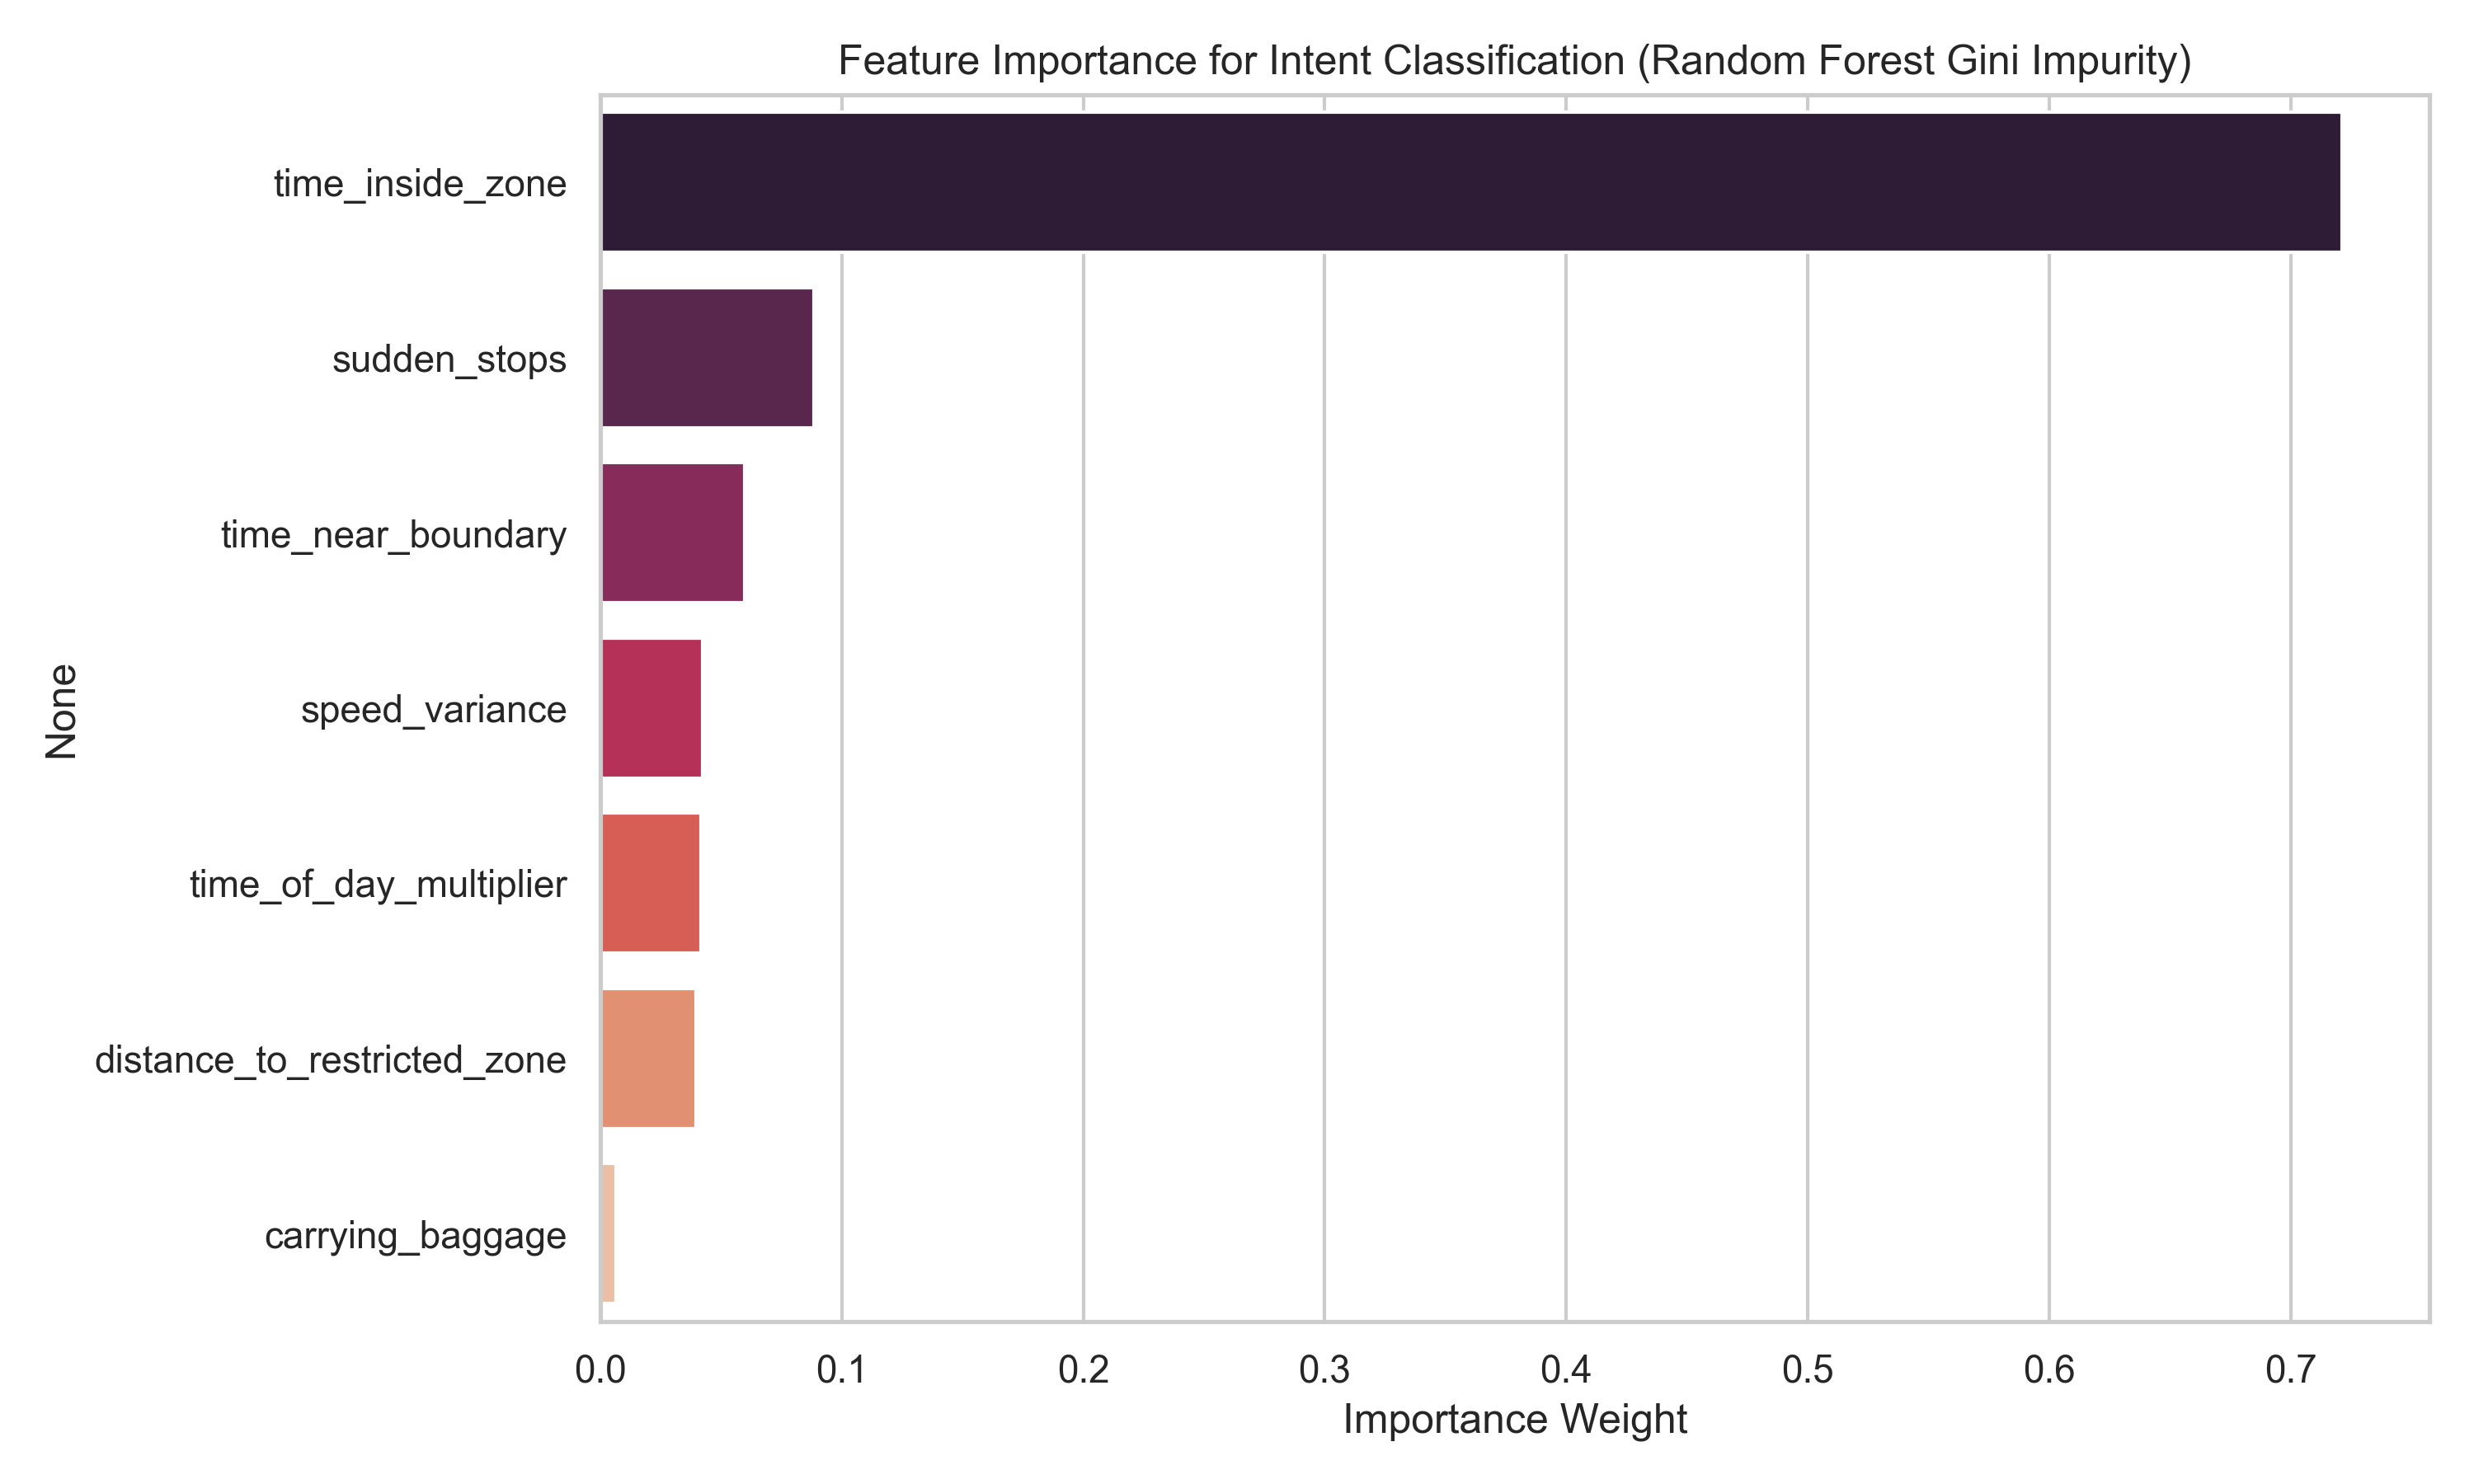 Feature Importance for Intent Classification (Random Forest Gini Impurity)
time_inside_zone
sudden_stops
time_near_boundary
speed_variance
time_of_day_multiplier
distance_to_restricted_zone
carrying_baggage
None
0.0 0.1 0.2 0.3 0.4 0.5 0.6 0.7
Importance Weight